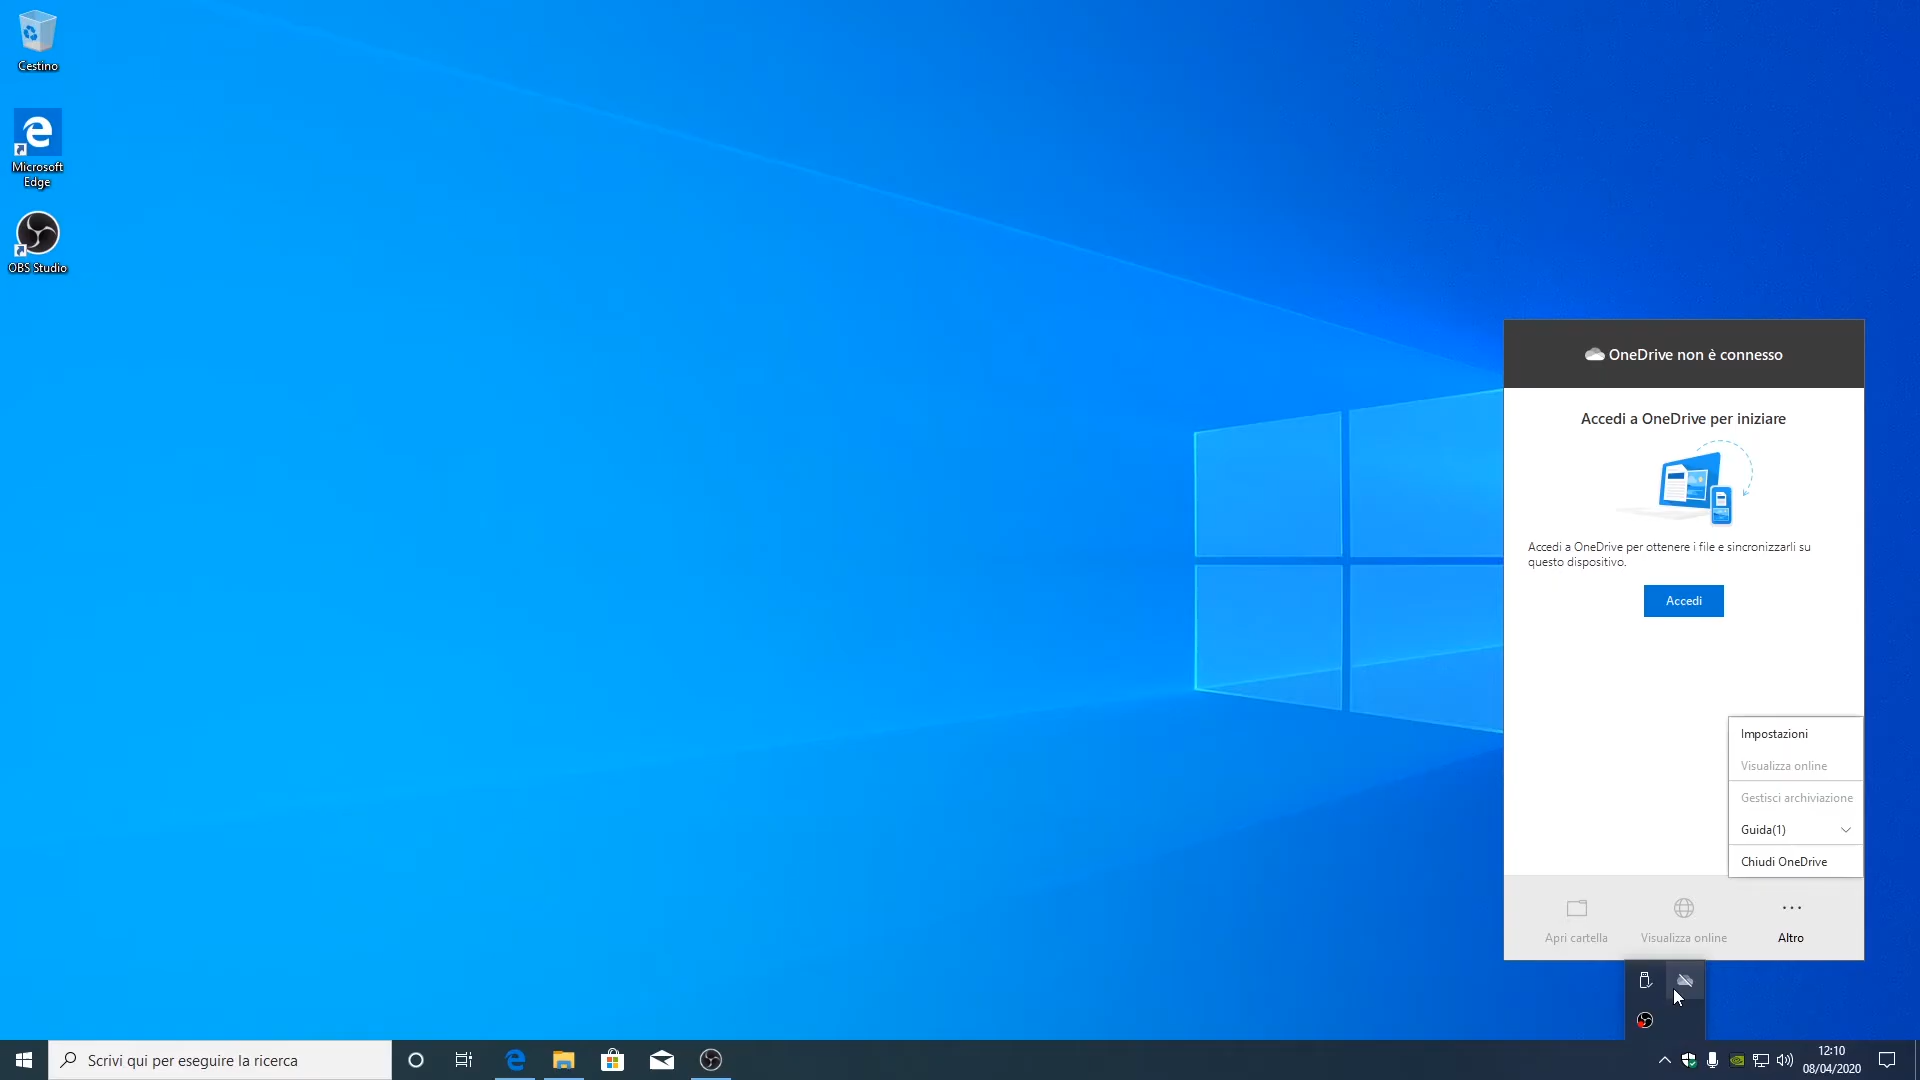 Cestino
Microsoft
Edge
OBS Studio
OneDrive non è connesso
Accedi a OneDrive per iniziare
Accedi a OneDrive per ottenere i file e sincronizzarli su
questo dispositivo.
Accedi
Impostazioni
Visualizza online
Gestisci archiviazione
Guida(1)
Chiudi OneDrive
Apri cartella
Visualizza online
Altro
Scrivi qui per eseguire la ricerca
12:10
08/04/2020